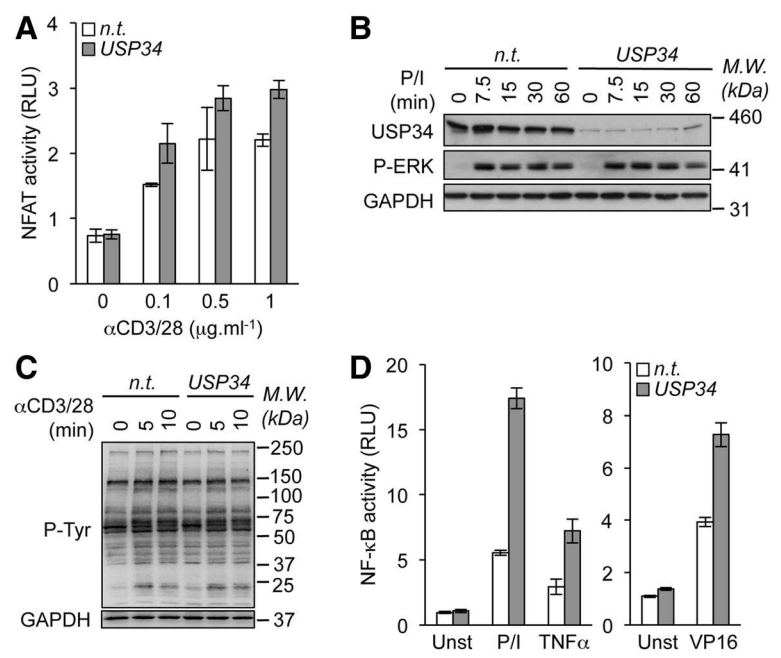 A
n.t.
USP34
NFAT activity (RLU)
4
3
2
1
0
0 0.1 0.5 1
αCD3/28 (μg.ml-1)
B
n.t. USP34 M.W.
P/I 0 7.5 15 30 60 0 7.5 15 30 60 (kDa)
(min)
USP34 460
P-ERK 41
GAPDH 31
C
n.t. USP34 M.W.
αCD3/28 0 5 10 0 5 10 (kDa)
(min)
250
150
100
75
P-Tyr
50
37
25
GAPDH 37
D
NF-κB activity (RLU)
20
15
10
5
0
Unst P/I TNFα
n.t.
USP34
10
8
6
4
2
0
Unst VP16